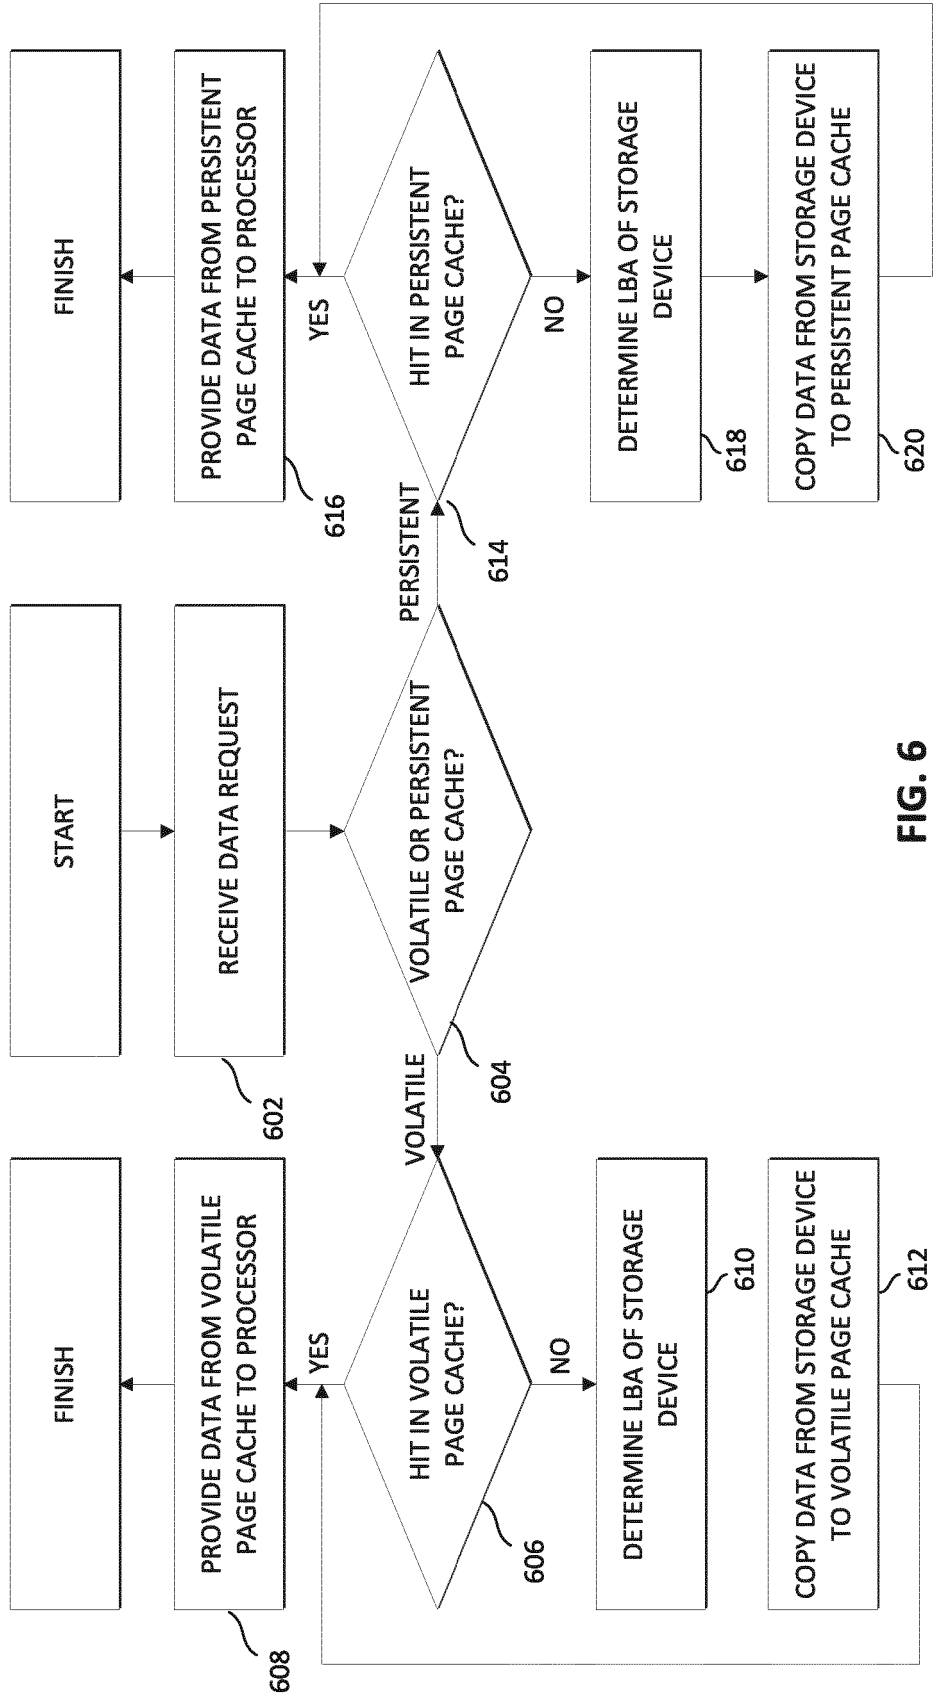 START
RECEIVE DATA REQUEST
602
VOLATILE OR PERSISTENT
PAGE CACHE?
604
VOLATILE
HIT IN VOLATILE
PAGE CACHE?
606
YES
PROVIDE DATA FROM VOLATILE
PAGE CACHE TO PROCESSOR
608
FINISH
NO
DETERMINE LBA OF STORAGE
DEVICE
610
COPY DATA FROM STORAGE DEVICE
TO VOLATILE PAGE CACHE
612
PERSISTENT
HIT IN PERSISTENT
PAGE CACHE?
614
YES
PROVIDE DATA FROM PERSISTENT
PAGE CACHE TO PROCESSOR
616
FINISH
NO
DETERMINE LBA OF STORAGE
DEVICE
618
COPY DATA FROM STORAGE DEVICE
TO PERSISTENT PAGE CACHE
620
FIG. 6